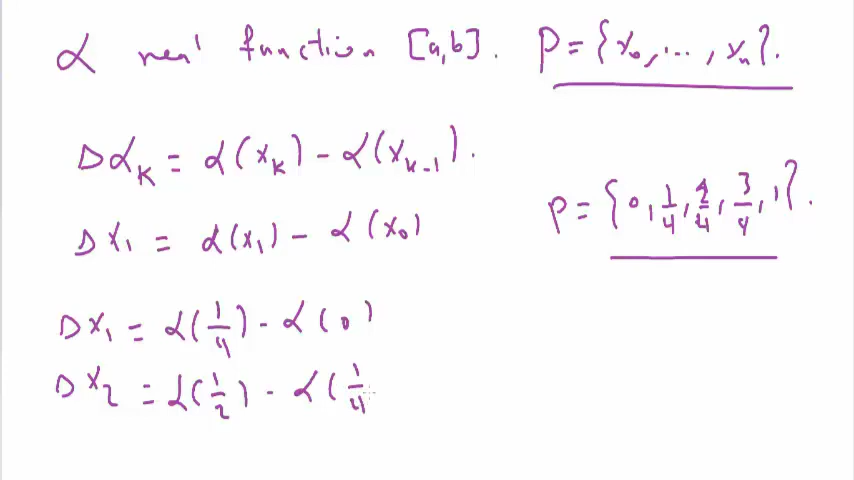 α real function [a,b]. P = {x₀, ..., xₙ}.
Δα_K = α(x_K) - α(x_{K-1}).
P = {0, 1/4, 2/4, 3/4, 1}.
Δx₁ = α(x₁) - α(x₀)
Δx₁ = α(1/4) - α(0)
Δx₂ = α(1/2) - α(1/4